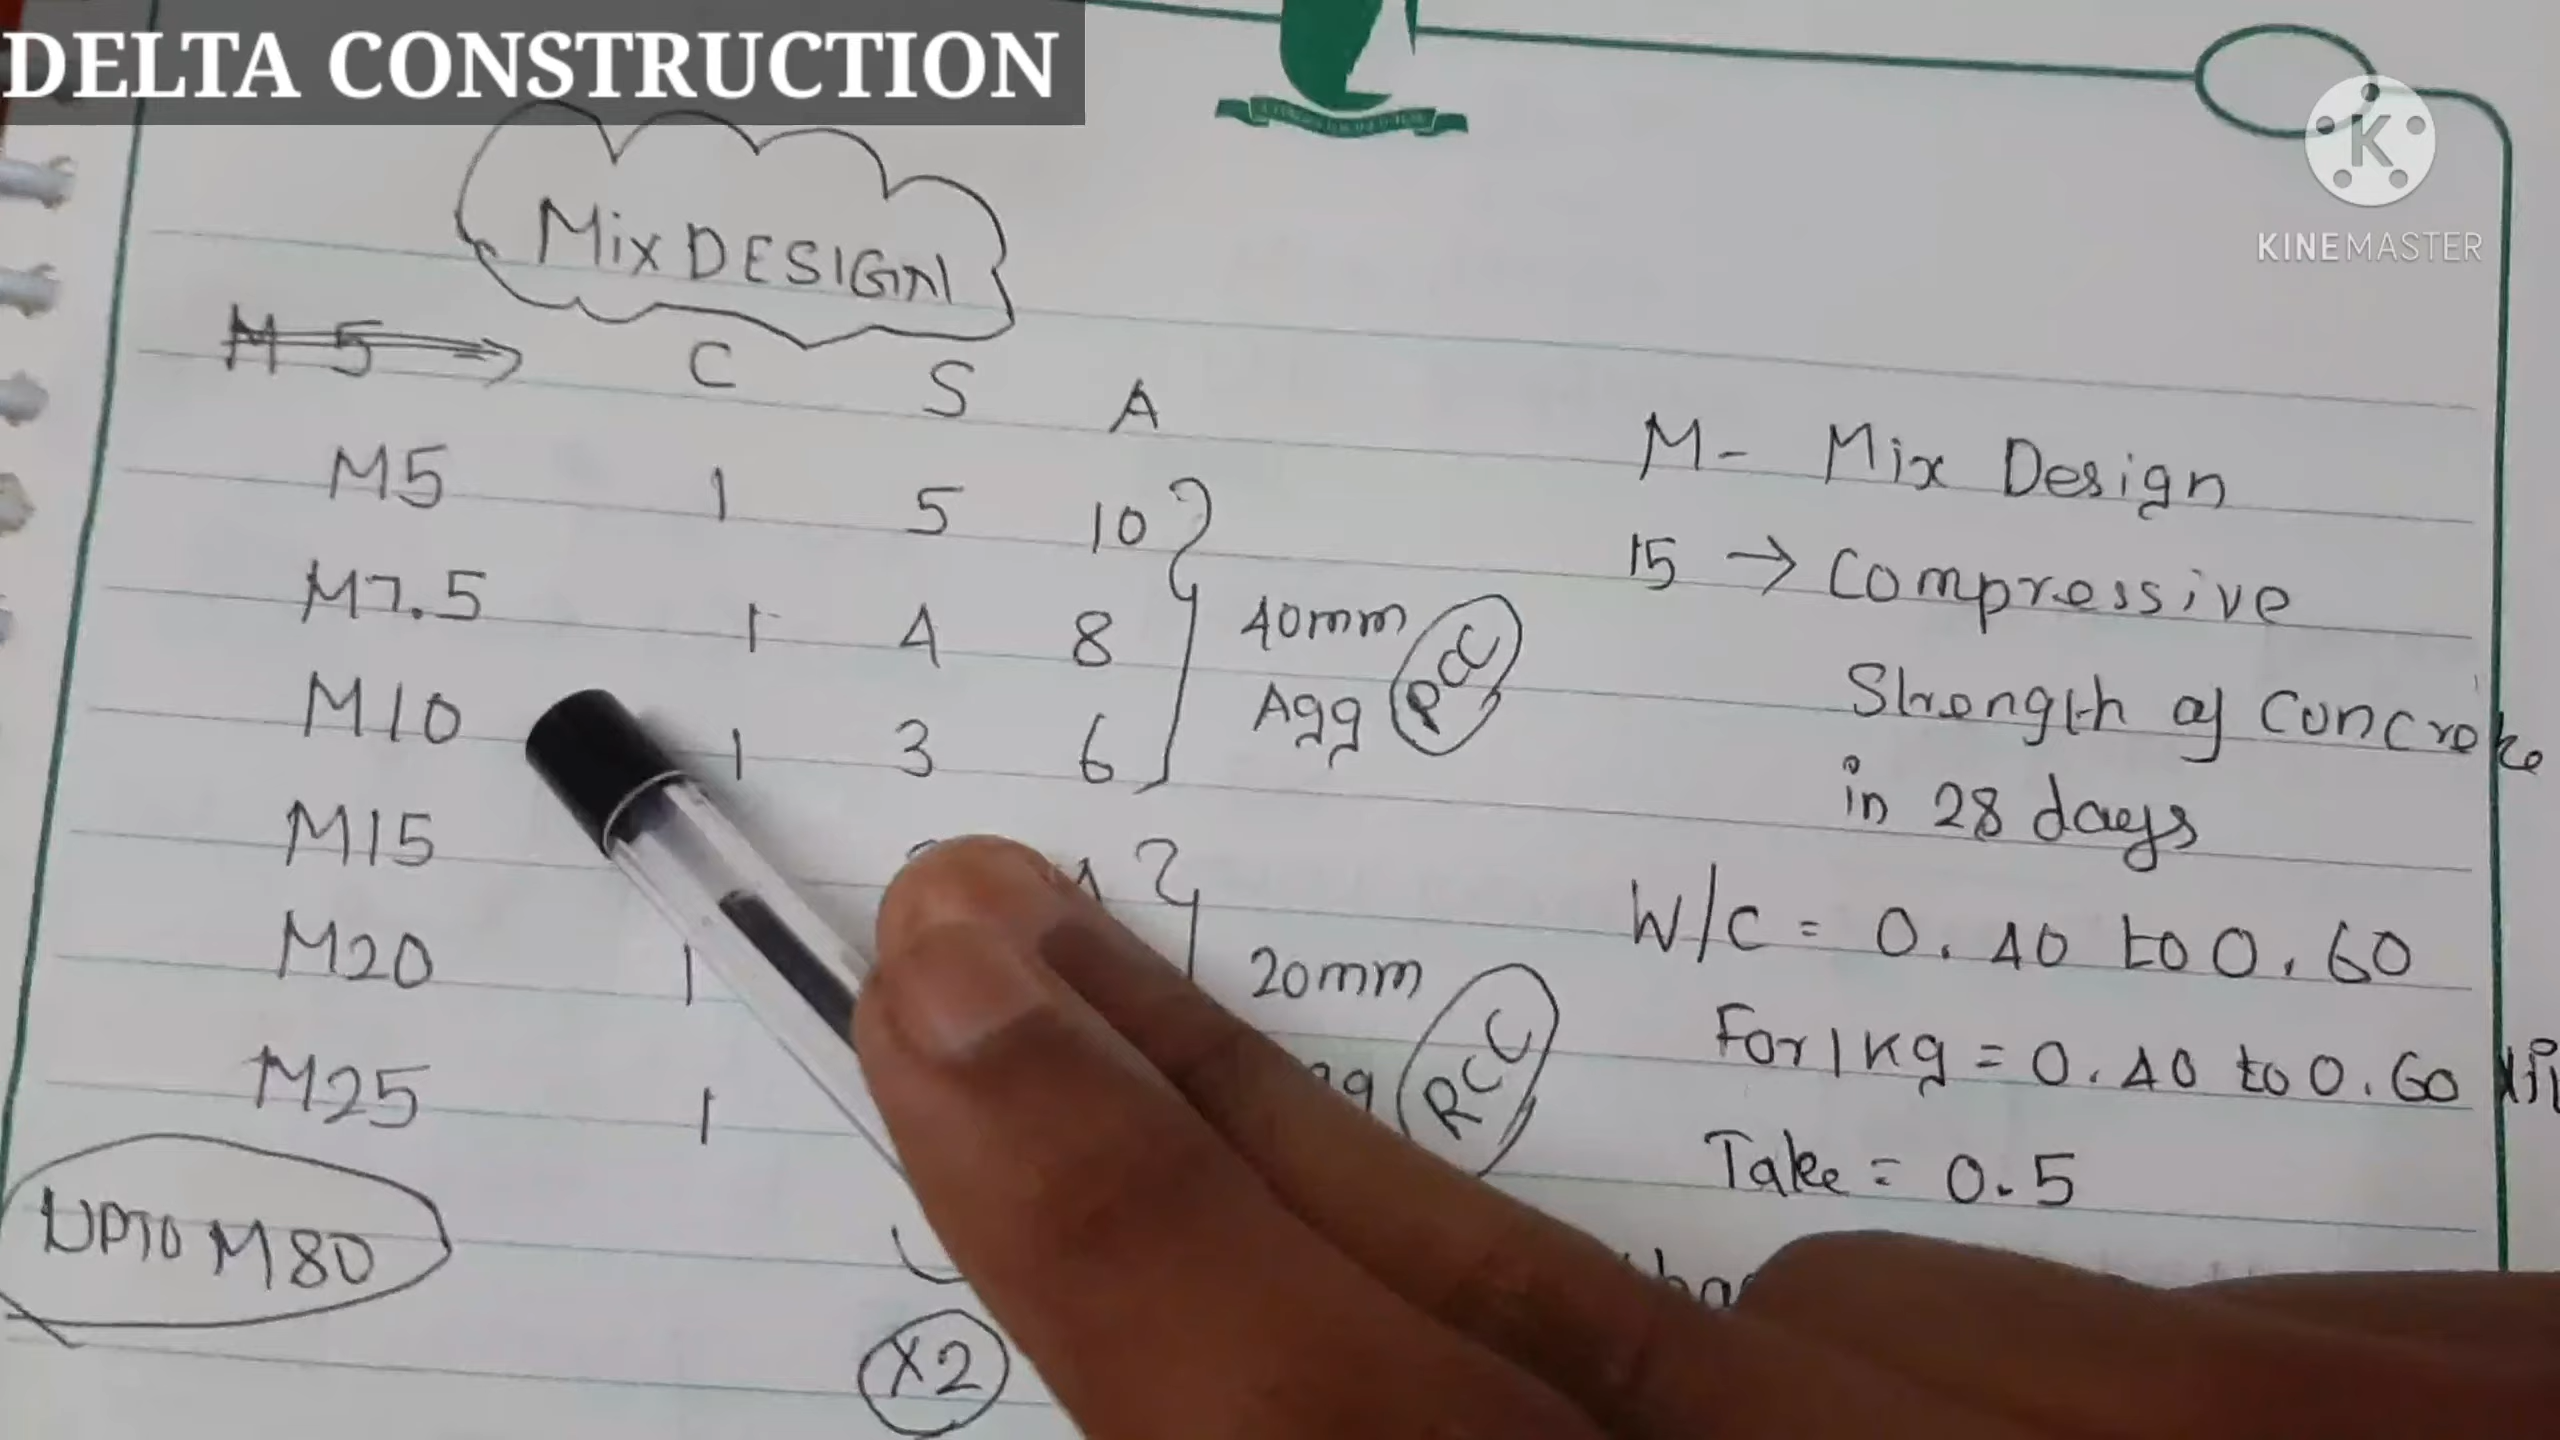 DELTA CONSTRUCTION
KINEMASTER
Mix DESIGN
M 5 → C S A
M5 1 5 10
M7.5 1 4 8
M10 1 3 6
40mm
Agg PCC
M15
M20 1
M25 1
20mm
RCC
UPTO M80
X2
M - Mix Design
15 → Compressive
Strength of Concrete
in 28 days
W/C = 0.40 to 0.60
For 1 Kg = 0.40 to 0.60
Take = 0.5